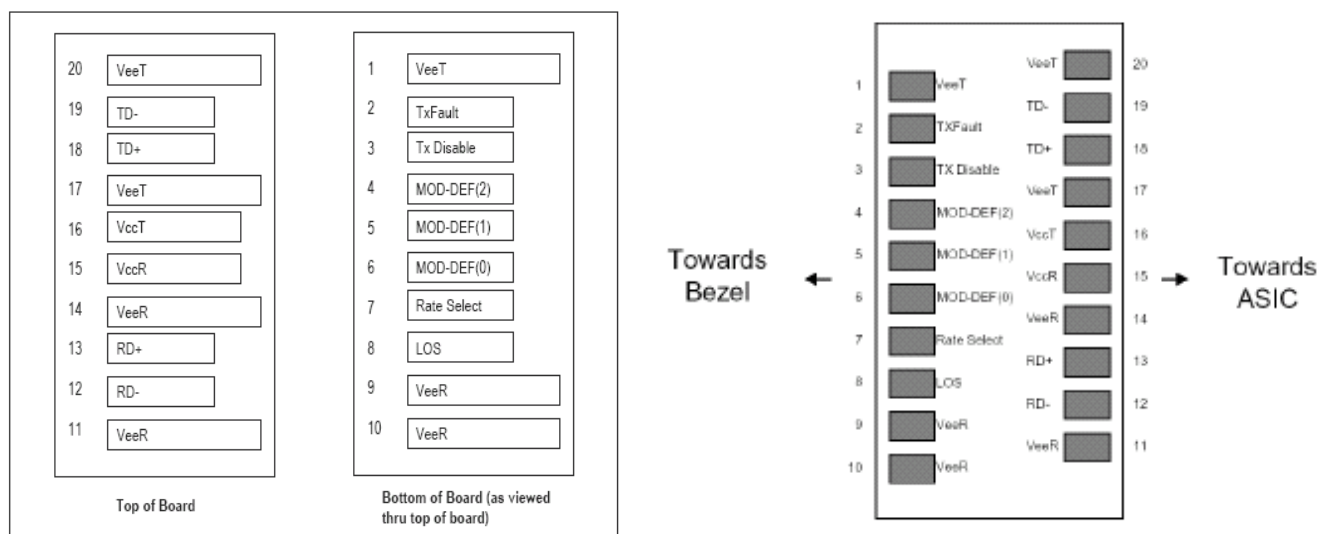 20 VeeT
19 TD-
18 TD+
17 VeeT
16 VccT
15 VccR
14 VeeR
13 RD+
12 RD-
11 VeeR
Top of Board
1 VeeT
2 TxFault
3 Tx Disable
4 MOD-DEF(2)
5 MOD-DEF(1)
6 MOD-DEF(0)
7 Rate Select
8 LOS
9 VeeR
10 VeeR
Bottom of Board (as viewed
thru top of board)
Towards
Bezel
1 VeeT
2 TXFault
3 TX Disable
4 MOD-DEF(2)
5 MOD-DEF(1)
6 MOD-DEF(0)
7 Rate Select
8 LOS
9 VeeR
10 VeeR
VeeT 20
TD- 19
TD+ 18
VeeT 17
VccT 16
VccR 15
VeeR 14
RD+ 13
RD- 12
VeeR 11
Towards
ASIC